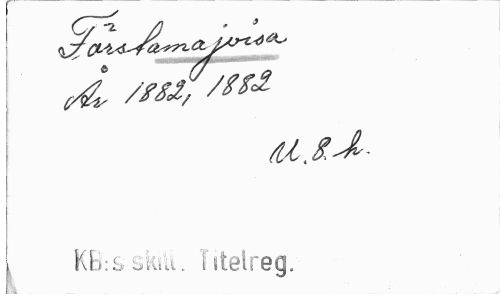 Förstamajvisa
År 1882, 1882
U. 8. h.
KB:s skill. Titelreg.